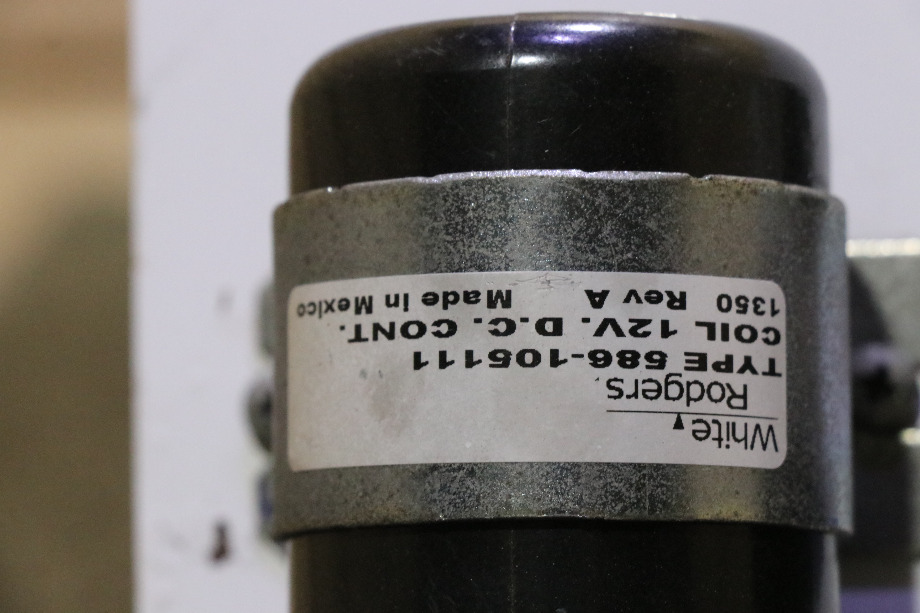 White
Rodgers
TYPE 586-105111
COIL 12V. D.C. CONT.
1350 Rev A Made in Mexico